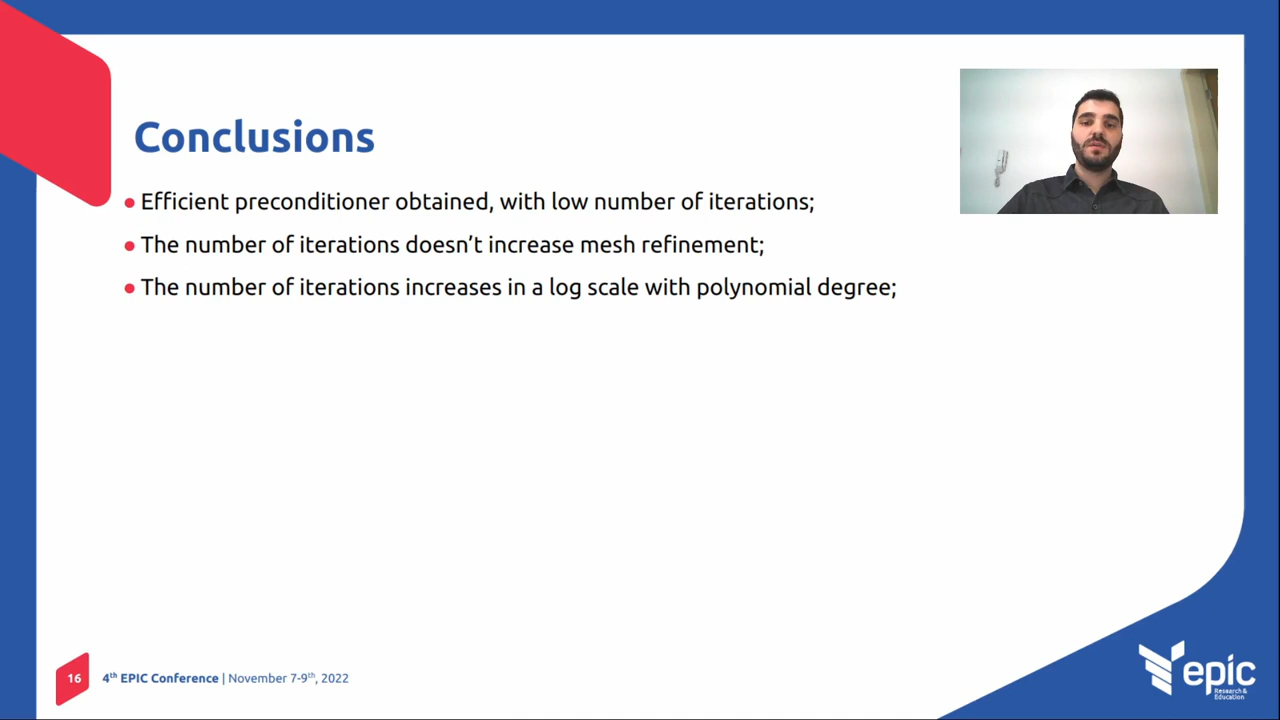 Conclusions
Efficient preconditioner obtained, with low number of iterations;
The number of iterations doesn’t increase mesh refinement;
The number of iterations increases in a log scale with polynomial degree;
16 4th EPIC Conference | November 7-9th, 2022
epic
Research &
Education